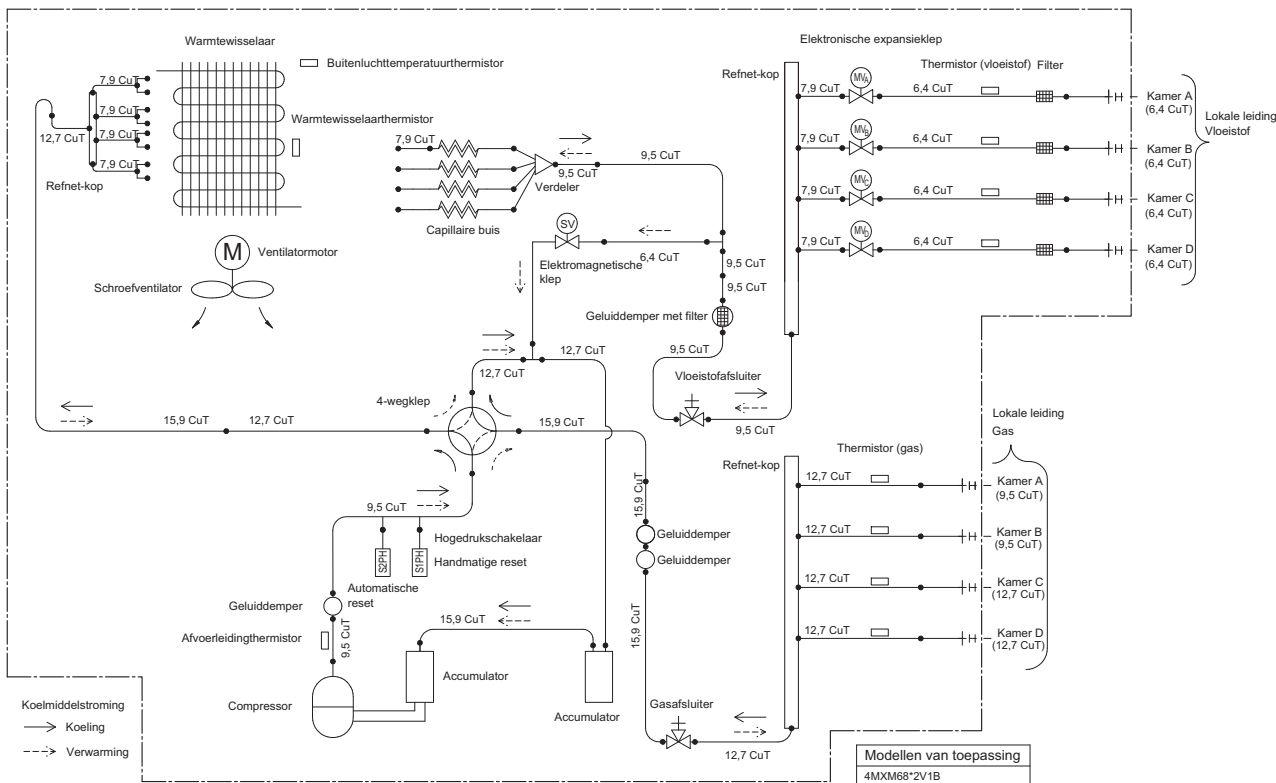 Warmtewisselaar
Buitenluchttemperatuurthermistor
7,9 CuT
7,9 CuT
7,9 CuT
7,9 CuT
12,7 CuT
Refnet-kop
Warmtewisselaarthermistor
M
Ventilatormotor
Schroefventilator
7,9 CuT
Capillaire buis
Verdeler
9,5 CuT
9,5 CuT
SV
Elektromagnetische
klep
6,4 CuT
9,5 CuT
9,5 CuT
Geluiddemper met filter
9,5 CuT
Vloeistofafsluiter
9,5 CuT
Elektronische expansieklep
Refnet-kop
Thermistor (vloeistof)
Filter
7,9 CuT
MVA
6,4 CuT
Kamer A
(6,4 CuT)
7,9 CuT
MVB
6,4 CuT
Kamer B
(6,4 CuT)
7,9 CuT
MVC
6,4 CuT
Kamer C
(6,4 CuT)
7,9 CuT
MVD
6,4 CuT
Kamer D
(6,4 CuT)
Lokale leiding
Vloeistof
12,7 CuT
12,7 CuT
4-wegklep
15,9 CuT
12,7 CuT
15,9 CuT
9,5 CuT
S2PH
S1PH
Hogedrukschakelaar
Handmatige reset
Automatische
reset
Geluiddemper
Afvoerleidingthermistor
9,5 CuT
Compressor
15,9 CuT
Accumulator
Accumulator
15,9 CuT
Geluiddemper
Geluiddemper
15,9 CuT
Gasafsluiter
12,7 CuT
Refnet-kop
Thermistor (gas)
Lokale leiding
Gas
12,7 CuT
Kamer A
(9,5 CuT)
12,7 CuT
Kamer B
(9,5 CuT)
12,7 CuT
Kamer C
(12,7 CuT)
12,7 CuT
Kamer D
(12,7 CuT)
Koelmiddelstroming
Koeling
Verwarming
Modellen van toepassing
4MXM68*2V1B